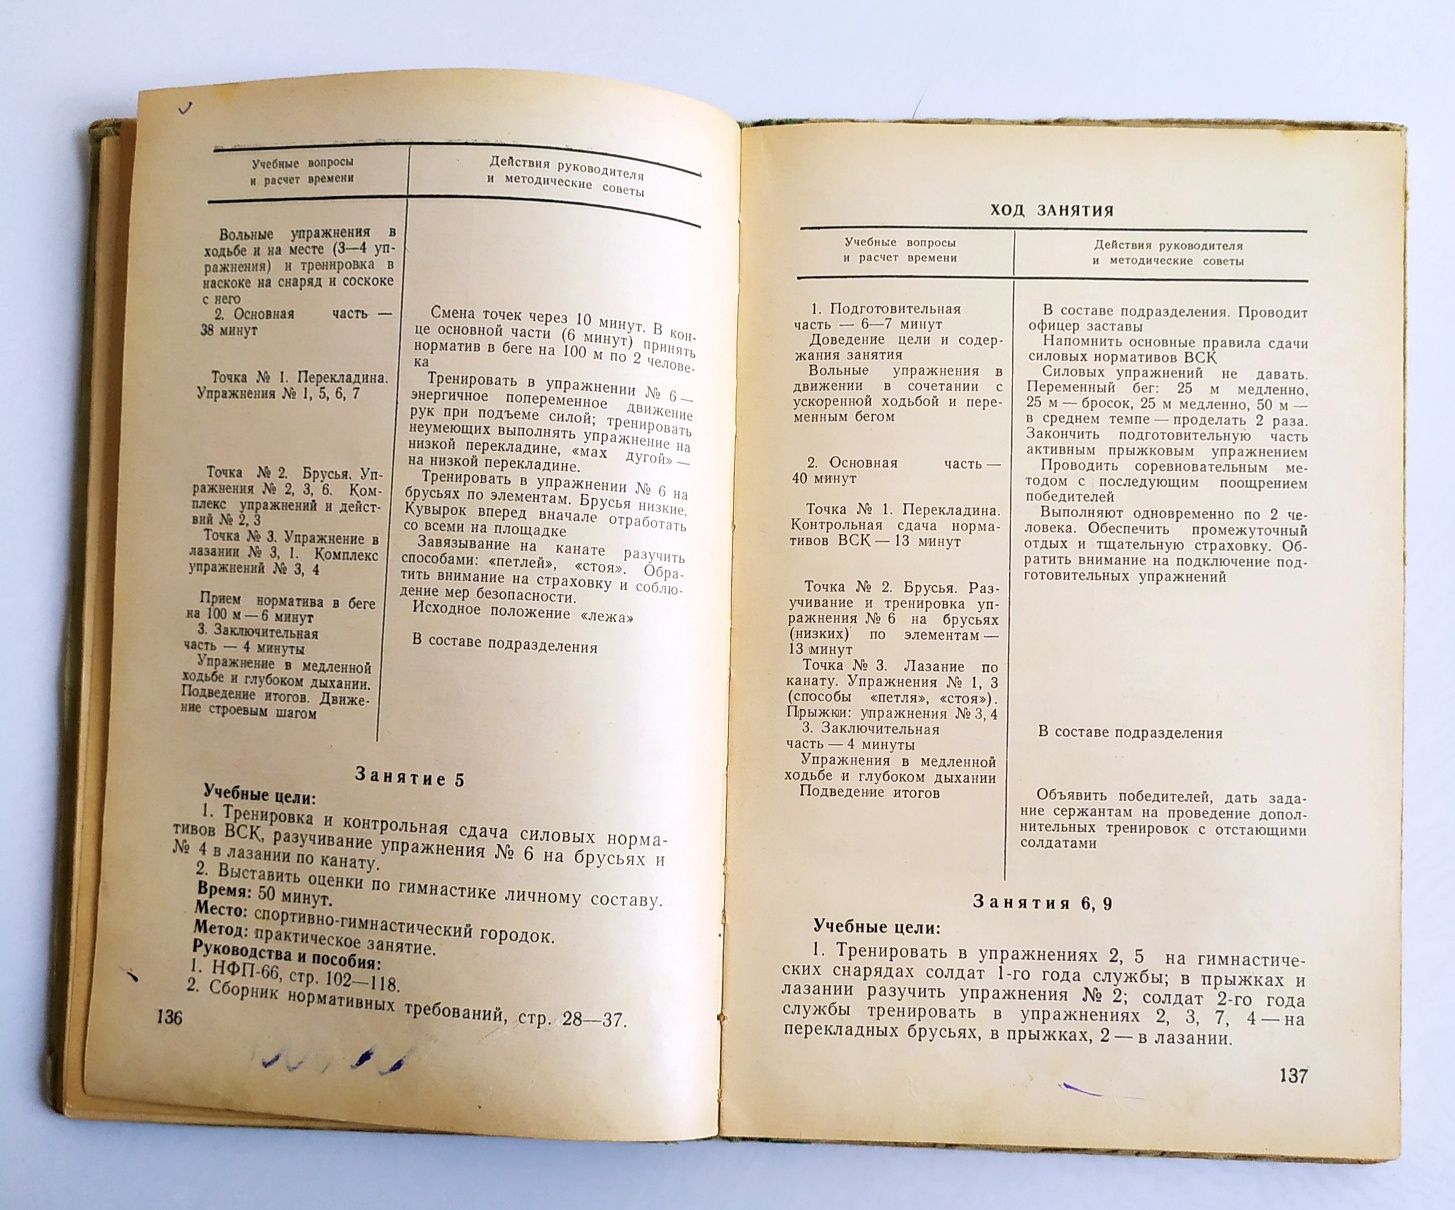 Учебные вопросы
и расчет времени
Действия руководителя
и методические советы
Вольные упражнения в
ходьбе и на месте (3—4 уп-
ражнения) и тренировка в
наскоке на снаряд и соскоке
с него
2. Основная часть —
38 минут
Точка № 1. Перекладина.
Упражнения № 1, 5, 6, 7
Точка № 2. Брусья. Уп-
ражнения № 2, 3, 6. Ком-
плекс упражнений и дейст-
вий № 2, 3
Точка № 3. Упражнение в
лазании № 3, 1. Комплекс
упражнений № 3, 4
Прием норматива в беге
на 100 м — 6 минут
3. Заключительная
часть — 4 минуты
Упражнение в медленной
ходьбе и глубоком дыхании.
Подведение итогов. Движе-
ние строевым шагом
Смена точек через 10 минут. В кон-
це основной части (6 минут) принять
норматив в беге на 100 м по 2 челове-
ка
Тренировать в упражнении № 6 —
энергичное попеременное движение
рук при подъеме силой; тренировать
неумеющих выполнять упражнение на
низкой перекладине, «мах дугой» —
на низкой перекладине.
Тренировать в упражнении № 6 на
брусьях по элементам. Брусья низкие.
Кувырок вперед вначале отработать
со всеми на площадке
Завязывание на канате разучить
способами: «петлей», «стоя». Обра-
тить внимание на страховку и соблю-
дение мер безопасности.
Исходное положение «лежа»
В составе подразделения
Занятие 5
Учебные цели:
1. Тренировка и контрольная сдача силовых норма-
тивов ВСК, разучивание упражнения № 6 на брусьях и
№ 4 в лазании по канату.
2. Выставить оценки по гимнастике личному составу.
Время: 50 минут.
Место: спортивно-гимнастический городок.
Метод: практическое занятие.
Руководства и пособия:
1. НФП-66, стр. 102—118.
2. Сборник нормативных требований, стр. 28—37.
136
ХОД ЗАНЯТИЯ
Учебные вопросы
и расчет времени
Действия руководителя
и методические советы
1. Подготовительная
часть — 6—7 минут
Доведение цели и содер-
жания занятия
Вольные упражнения в
движении в сочетании с
ускоренной ходьбой и пере-
менным бегом
2. Основная часть —
40 минут
Точка № 1. Перекладина.
Контрольная сдача норма-
тивов ВСК — 13 минут
Точка № 2. Брусья. Раз-
учивание и тренировка уп-
ражнения № 6 на брусьях
(низких) по элементам —
13 минут
Точка № 3. Лазание по
канату. Упражнения № 1, 3
(способы «петля», «стоя»).
Прыжки: упражнения № 3, 4
3. Заключительная
часть — 4 минуты
Упражнения в медленной
ходьбе и глубоком дыхании
Подведение итогов
В составе подразделения. Проводит
офицер заставы
Напомнить основные правила сдачи
силовых нормативов ВСК
Силовых упражнений не давать.
Переменный бег: 25 м медленно,
25 м — бросок, 25 м медленно, 50 м —
в среднем темпе — проделать 2 раза.
Закончить подготовительную часть
активным прыжковым упражнением
Проводить соревновательным ме-
тодом с последующим поощрением
победителей
Выполняют одновременно по 2 че-
ловека. Обеспечить промежуточный
отдых и тщательную страховку. Об-
ратить внимание на подключение под-
готовительных упражнений
В составе подразделения
Объявить победителей, дать зада-
ние сержантам на проведение допол-
нительных тренировок с отстающими
солдатами
Занятия 6, 9
Учебные цели:
1. Тренировать в упражнениях 2, 5 на гимнастиче-
ских снарядах солдат 1-го года службы; в прыжках и
лазании разучить упражнения № 2; солдат 2-го года
службы тренировать в упражнениях 2, 3, 7, 4 — на
перекладных брусьях, в прыжках, 2 — в лазании.
137